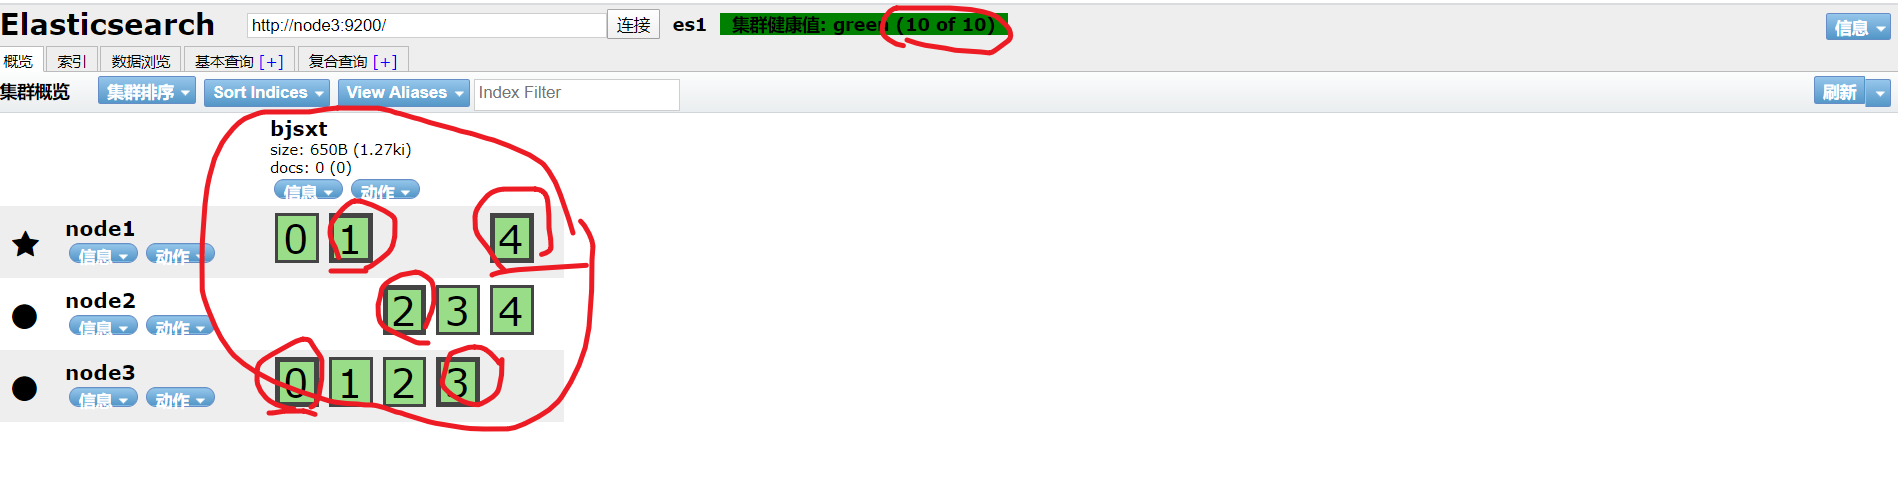 Elasticsearch http://node3:9200/ 连接 es1 集群健康值: green (10 of 10) 信息
概览 索引 数据浏览 基本查询 [+] 复合查询 [+]
集群概览 集群排序 Sort Indices View Aliases Index Filter 刷新
bjsxt
size: 650B (1.27ki)
docs: 0 (0)
信息 动作
node1 0 1 4
信息 动作
node2 2 3 4
信息 动作
node3 0 1 2 3
信息 动作